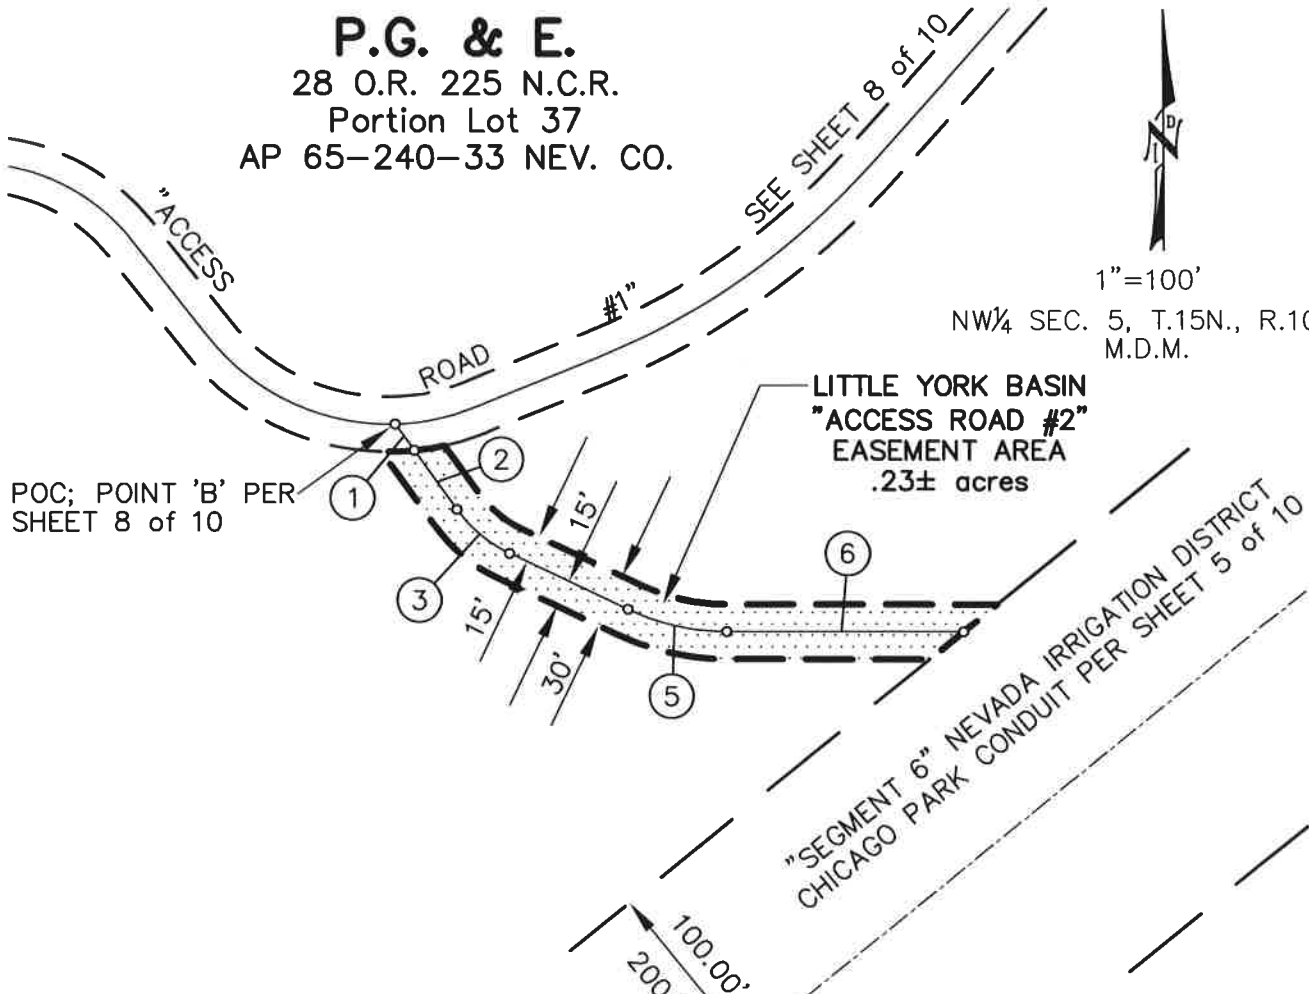 P.G. & E.
28 O.R. 225 N.C.R.
Portion Lot 37
AP 65-240-33 NEV. CO.
SEE SHEET 8 of 10
"ACCESS
ROAD
#1"
1"=100'
NW¼ SEC. 5, T.15N., R.10
M.D.M.
LITTLE YORK BASIN
"ACCESS ROAD #2"
EASEMENT AREA
.23± acres
POC; POINT 'B' PER
SHEET 8 of 10
1
2
3
15'
15'
30'
5
6
"SEGMENT 6" NEVADA IRRIGATION DISTRICT
CHICAGO PARK CONDUIT PER SHEET 5 of 10
100.00'
200